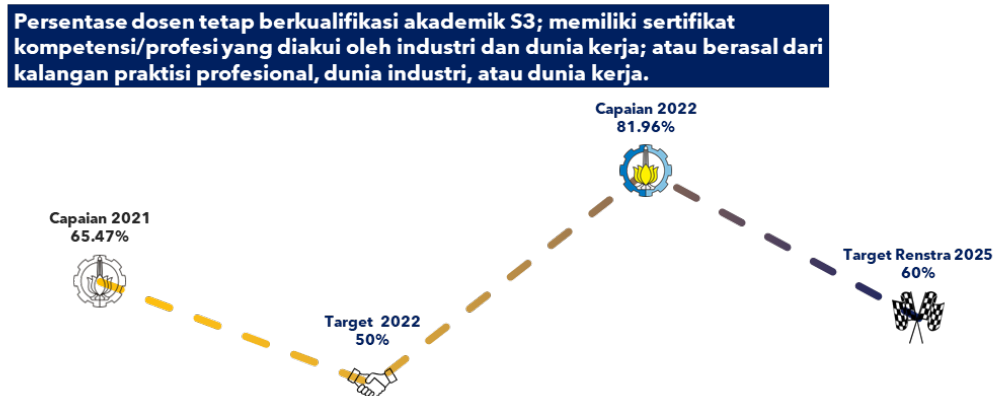 Persentase dosen tetap berkualifikasi akademik S3; memiliki sertifikat
kompetensi/profesi yang diakui oleh industri dan dunia kerja; atau berasal dari
kalangan praktisi profesional, dunia industri, atau dunia kerja.
Capaian 2022
81.96%
Capaian 2021
65.47%
Target Renstra 2025
60%
Target 2022
50%